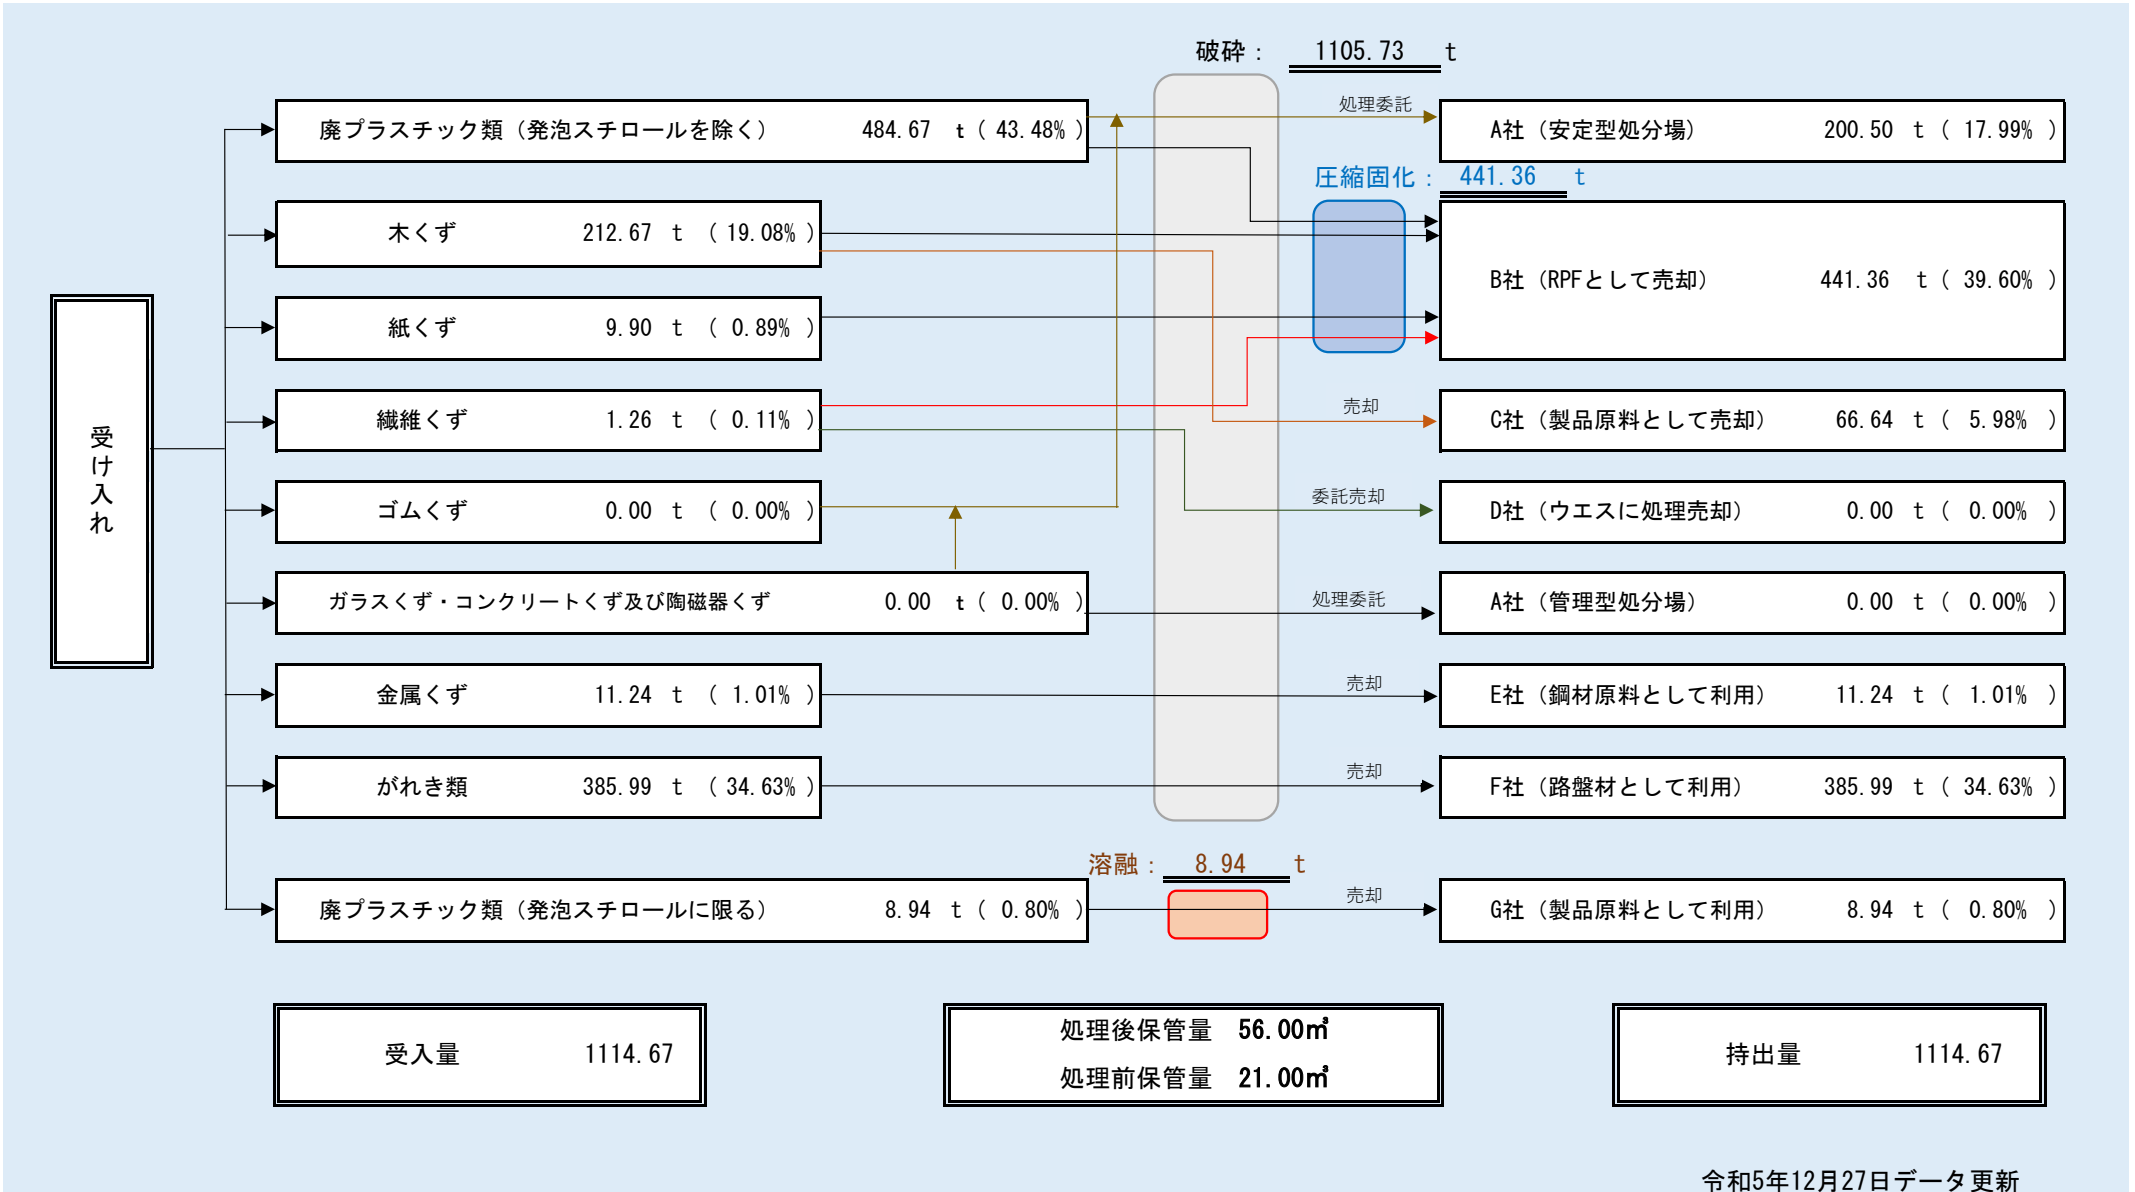 破砕： 1105.73 t
廃プラスチック類（発泡スチロールを除く） 484.67 t ( 43.48% )
処理委託
A社（安定型処分場） 200.50 t ( 17.99% )
圧縮固化： 441.36 t
木くず 212.67 t ( 19.08% )
B社（RPFとして売却） 441.36 t ( 39.60% )
紙くず 9.90 t ( 0.89% )
繊維くず 1.26 t ( 0.11% )
売却
C社（製品原料として売却） 66.64 t ( 5.98% )
受け入れ
ゴムくず 0.00 t ( 0.00% )
委託売却
D社（ウエスに処理売却） 0.00 t ( 0.00% )
ガラスくず・コンクリートくず及び陶磁器くず 0.00 t ( 0.00% )
処理委託
A社（管理型処分場） 0.00 t ( 0.00% )
金属くず 11.24 t ( 1.01% )
売却
E社（鋼材原料として利用） 11.24 t ( 1.01% )
がれき類 385.99 t ( 34.63% )
売却
F社（路盤材として利用） 385.99 t ( 34.63% )
溶融： 8.94 t
廃プラスチック類（発泡スチロールに限る） 8.94 t ( 0.80% )
売却
G社（製品原料として利用） 8.94 t ( 0.80% )
受入量 1114.67
処理後保管量 56.00㎥
処理前保管量 21.00㎥
持出量 1114.67
令和5年12月27日データ更新